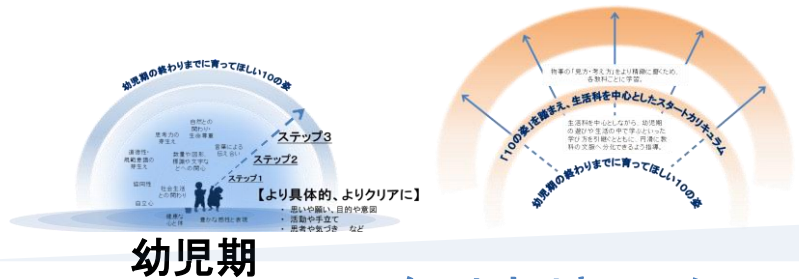 幼児期の終わりまでに育ってほしい10の姿
自然との
関わり・
生命尊重
思考力の
芽生え
言葉による
伝え合い
道徳性・
規範意識の
芽生え
数量や図形、
標識や文字など
への関心
協同性
社会生活
との関わり
自立心
健康な
心と体
豊かな感性と表現
ステップ1
ステップ2
ステップ3
【より具体的、よりクリアに】
・ 思いや願い、目的や意図
・ 活動や手立て
・ 思考や気づき など
幼児期
物事の「見方・考え方」をより精緻に磨くため、
各教科ごとに学習。
「10の姿」を踏まえ、生活科を中心としたスタートカリキュラム
生活科を中心としながら、幼児期
の遊びや生活の中で学ぶといった
学び方を引継ぐとともに、円滑に教
科の文脈へ分化できるよう指導。
幼児期の終わりまでに育ってほしい10の姿